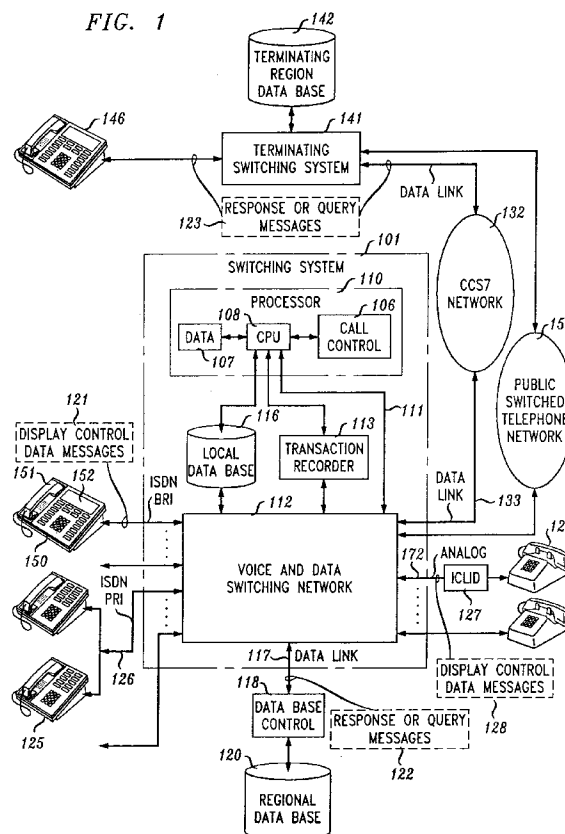 FIG. 1
142
TERMINATING
REGION
DATA BASE
146
141
TERMINATING
SWITCHING SYSTEM
DATA LINK
RESPONSE OR QUERY
MESSAGES
123
132
CCS7
NETWORK
101
SWITCHING SYSTEM
110
PROCESSOR
108
106
DATA
CPU
CALL
CONTROL
107
15
PUBLIC
SWITCHED
TELEPHONE
NETWORK
121
DISPLAY CONTROL
DATA MESSAGES
116
113
111
LOCAL
DATA BASE
TRANSACTION
RECORDER
151
152
ISDN
BRI
150
112
DATA
LINK
133
VOICE AND DATA
SWITCHING NETWORK
172
ANALOG
ICLID
127
12
ISDN
PRI
126
125
117
DATA LINK
118
DATA BASE
CONTROL
RESPONSE OR QUERY
MESSAGES
122
DISPLAY CONTROL
DATA MESSAGES
128
120
REGIONAL
DATA BASE